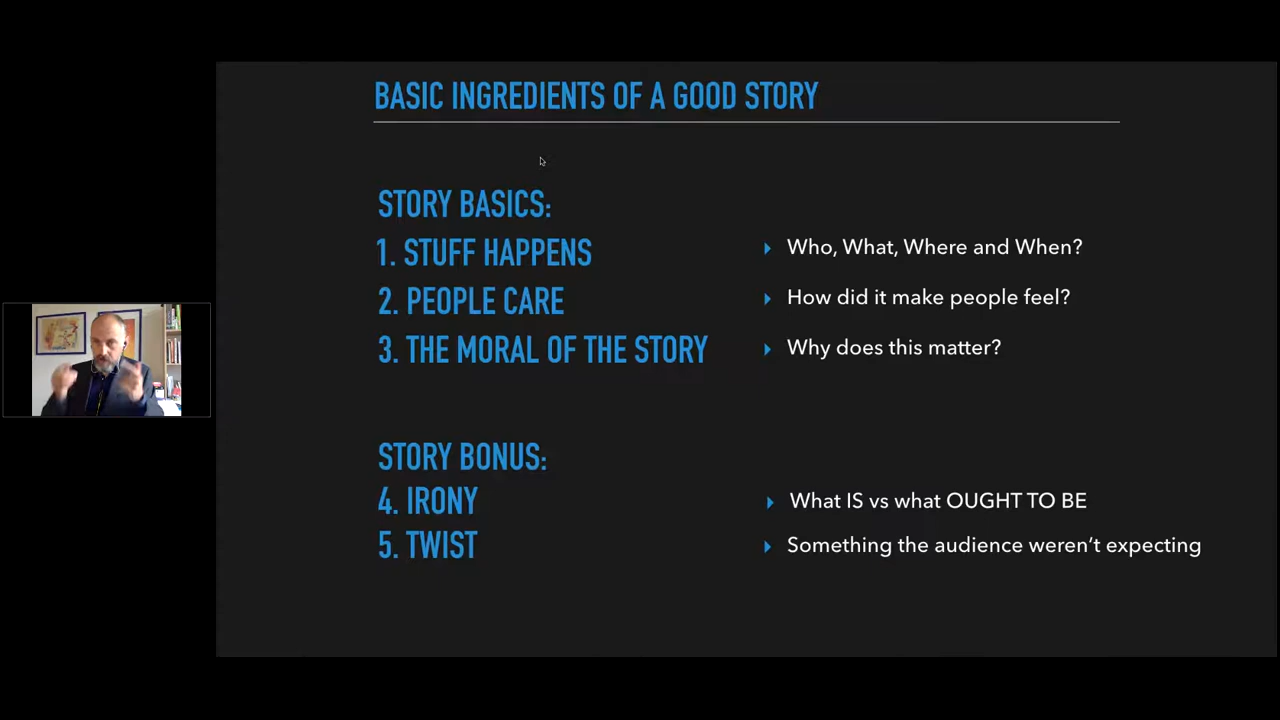 BASIC INGREDIENTS OF A GOOD STORY
STORY BASICS:
1. STUFF HAPPENS
Who, What, Where and When?
2. PEOPLE CARE
How did it make people feel?
3. THE MORAL OF THE STORY
Why does this matter?
STORY BONUS:
4. IRONY
What IS vs what OUGHT TO BE
5. TWIST
Something the audience weren’t expecting